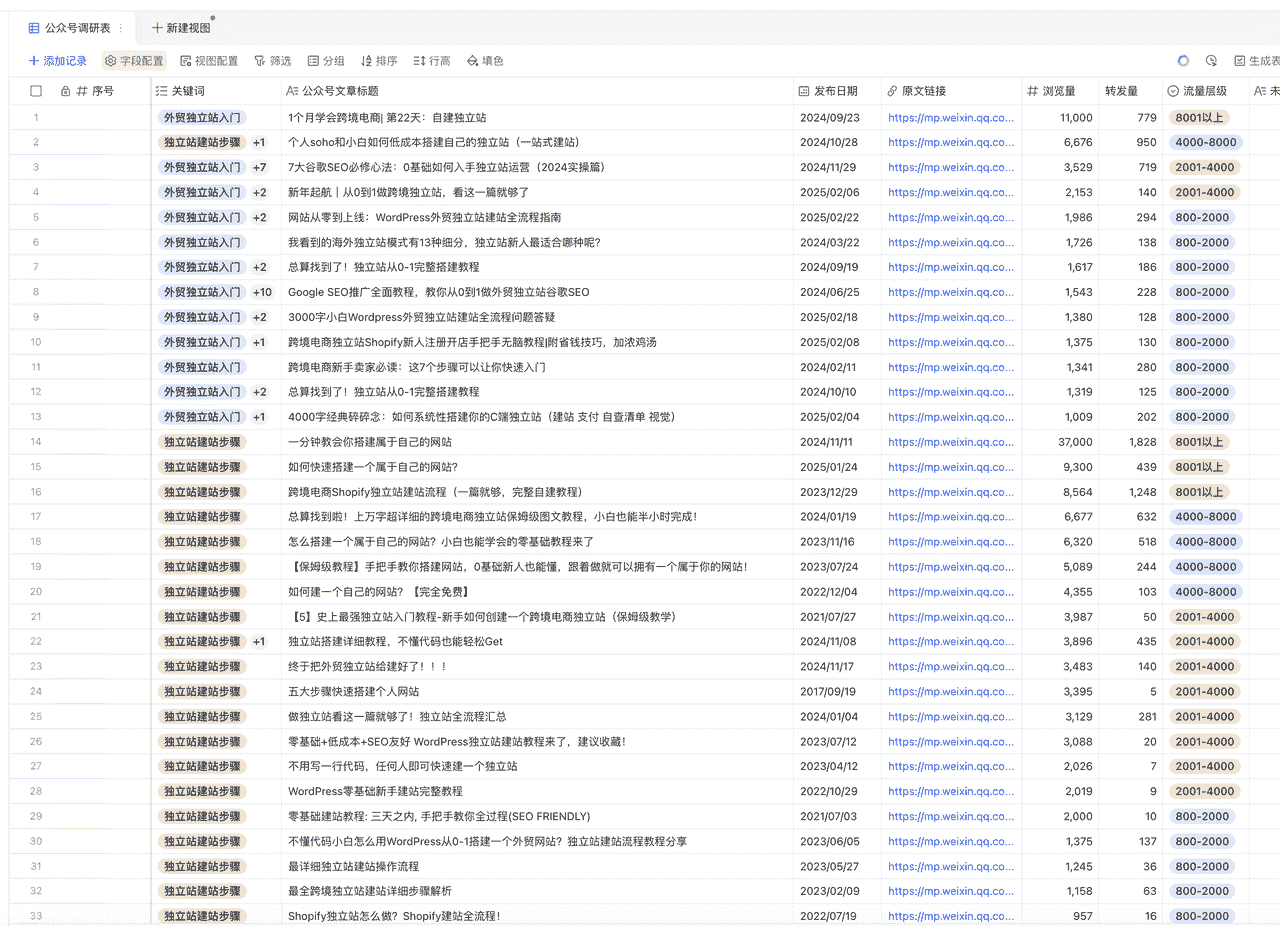 公众号调研表 新建视图
添加记录 字段配置 视图配置 筛选 分组 排序 行高 填色 生成表
序号 关键词 公众号文章标题 发布日期 原文链接 浏览量 转发量 流量层级
1 外贸独立站入门 1个月学会跨境电商| 第22天：自建独立站 2024/09/23 https://mp.weixin.qq.co... 11,000 779 8001以上
2 独立站建站步骤 +1 个人soho和小白如何低成本搭建自己的独立站（一站式建站） 2024/10/28 https://mp.weixin.qq.co... 6,676 950 4000-8000
3 外贸独立站入门 +7 7大谷歌SEO必修心法：0基础如何入手独立站运营（2024实操篇） 2024/11/29 https://mp.weixin.qq.co... 3,529 719 2001-4000
4 外贸独立站入门 +2 新年起航｜从0到1做跨境独立站，看这一篇就够了 2025/02/06 https://mp.weixin.qq.co... 2,153 140 2001-4000
5 外贸独立站入门 +2 网站从零到上线：WordPress外贸独立站建站全流程指南 2025/02/22 https://mp.weixin.qq.co... 1,986 294 800-2000
6 外贸独立站入门 我看到的海外独立站模式有13种细分，独立站新人最适合哪种呢? 2024/03/22 https://mp.weixin.qq.co... 1,726 138 800-2000
7 外贸独立站入门 +2 总算找到了！独立站从0-1完整搭建教程 2024/09/19 https://mp.weixin.qq.co... 1,617 186 800-2000
8 外贸独立站入门 +10 Google SEO推广全面教程，教你从0到1做外贸独立站谷歌SEO 2024/06/25 https://mp.weixin.qq.co... 1,543 228 800-2000
9 外贸独立站入门 +2 3000字小白Wordpress外贸独立站建站全流程问题答疑 2025/02/18 https://mp.weixin.qq.co... 1,380 128 800-2000
10 外贸独立站入门 +1 跨境电商独立站Shopify新人注册开店手把手无脑教程|附省钱技巧，加浓鸡汤 2025/02/08 https://mp.weixin.qq.co... 1,375 130 800-2000
11 外贸独立站入门 跨境电商新手卖家必读：这7个步骤可以让你快速入门 2024/02/11 https://mp.weixin.qq.co... 1,341 280 800-2000
12 外贸独立站入门 +2 总算找到了！独立站从0-1完整搭建教程 2024/10/10 https://mp.weixin.qq.co... 1,319 125 800-2000
13 外贸独立站入门 +1 4000字经典碎碎念：如何系统性搭建你的C端独立站（建站 支付 自查清单 视觉） 2025/02/04 https://mp.weixin.qq.co... 1,009 202 800-2000
14 独立站建站步骤 一分钟教会你搭建属于自己的网站 2024/11/11 https://mp.weixin.qq.co... 37,000 1,828 8001以上
15 独立站建站步骤 如何快速搭建一个属于自己的网站? 2025/01/24 https://mp.weixin.qq.co... 9,300 439 8001以上
16 独立站建站步骤 跨境电商Shopify独立站建站流程（一篇就够，完整自建教程） 2023/12/29 https://mp.weixin.qq.co... 8,564 1,248 8001以上
17 独立站建站步骤 总算找到啦！上万字超详细的跨境电商独立站保姆级图文教程，小白也能半小时完成！ 2024/01/19 https://mp.weixin.qq.co... 6,677 632 4000-8000
18 独立站建站步骤 怎么搭建一个属于自己的网站？小白也能学会的零基础教程来了 2023/11/16 https://mp.weixin.qq.co... 6,320 518 4000-8000
19 独立站建站步骤 【保姆级教程】手把手教你搭建网站，0基础新人也能懂，跟着做就可以拥有一个属于你的网站！ 2023/07/24 https://mp.weixin.qq.co... 5,089 244 4000-8000
20 独立站建站步骤 如何建一个自己的网站？【完全免费】 2022/12/04 https://mp.weixin.qq.co... 4,355 103 4000-8000
21 独立站建站步骤 【5】史上最强独立站入门教程-新手如何创建一个跨境电商独立站（保姆级教学） 2021/07/27 https://mp.weixin.qq.co... 3,987 50 2001-4000
22 独立站建站步骤 +1 独立站搭建详细教程，不懂代码也能轻松Get 2024/11/08 https://mp.weixin.qq.co... 3,896 435 2001-4000
23 独立站建站步骤 终于把外贸独立站给建好了！！！ 2024/11/17 https://mp.weixin.qq.co... 3,483 140 2001-4000
24 独立站建站步骤 五大步骤快速搭建个人网站 2017/09/19 https://mp.weixin.qq.co... 3,395 5 2001-4000
25 独立站建站步骤 做独立站看这一篇就够了！独立站全流程汇总 2024/01/04 https://mp.weixin.qq.co... 3,129 281 2001-4000
26 独立站建站步骤 零基础+低成本+SEO友好 WordPress独立站建站教程来了，建议收藏！ 2023/07/12 https://mp.weixin.qq.co... 3,088 20 2001-4000
27 独立站建站步骤 不用写一行代码，任何人即可快速建一个独立站 2023/04/12 https://mp.weixin.qq.co... 2,026 7 2001-4000
28 独立站建站步骤 WordPress零基础新手建站完整教程 2022/10/29 https://mp.weixin.qq.co... 2,019 9 2001-4000
29 独立站建站步骤 零基础建站教程: 三天之内, 手把手教你全过程(SEO FRIENDLY) 2021/07/03 https://mp.weixin.qq.co... 2,000 10 800-2000
30 独立站建站步骤 不懂代码小白怎么用WordPress从0-1搭建一个外贸网站？独立站建站流程教程分享 2023/06/05 https://mp.weixin.qq.co... 1,375 137 800-2000
31 独立站建站步骤 最详细独立站建站操作流程 2023/05/27 https://mp.weixin.qq.co... 1,245 36 800-2000
32 独立站建站步骤 最全跨境独立站建站详细步骤解析 2023/02/09 https://mp.weixin.qq.co... 1,158 63 800-2000
33 独立站建站步骤 Shopify独立站怎么做？Shopify建站全流程！ 2022/07/19 https://mp.weixin.qq.co... 957 16 800-2000